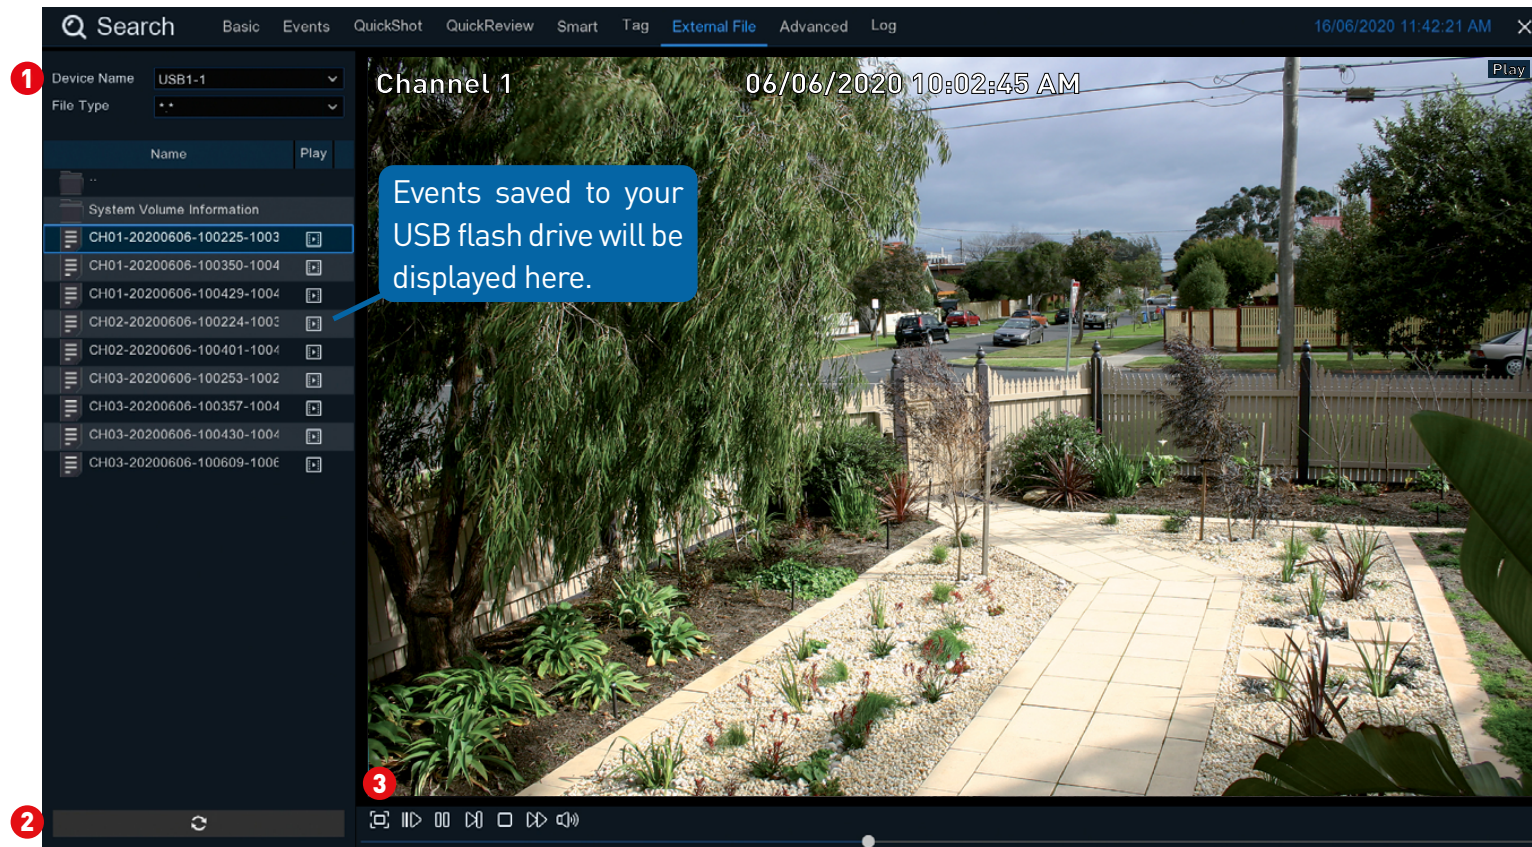 Search Basic Events QuickShot QuickReview Smart Tag External File Advanced Log 16/06/2020 11:42:21 AM
1 Device Name USB1-1
File Type *.*
Channel 1 06/06/2020 10:02:45 AM Play
Name Play
..
System Volume Information
CH01-20200606-100225-1003
CH01-20200606-100350-1004
CH01-20200606-100429-1004
CH02-20200606-100224-1003
CH02-20200606-100401-1004
CH03-20200606-100253-1002
CH03-20200606-100357-1004
CH03-20200606-100430-1004
CH03-20200606-100609-1006
Events saved to your
USB flash drive will be
displayed here.
3
2